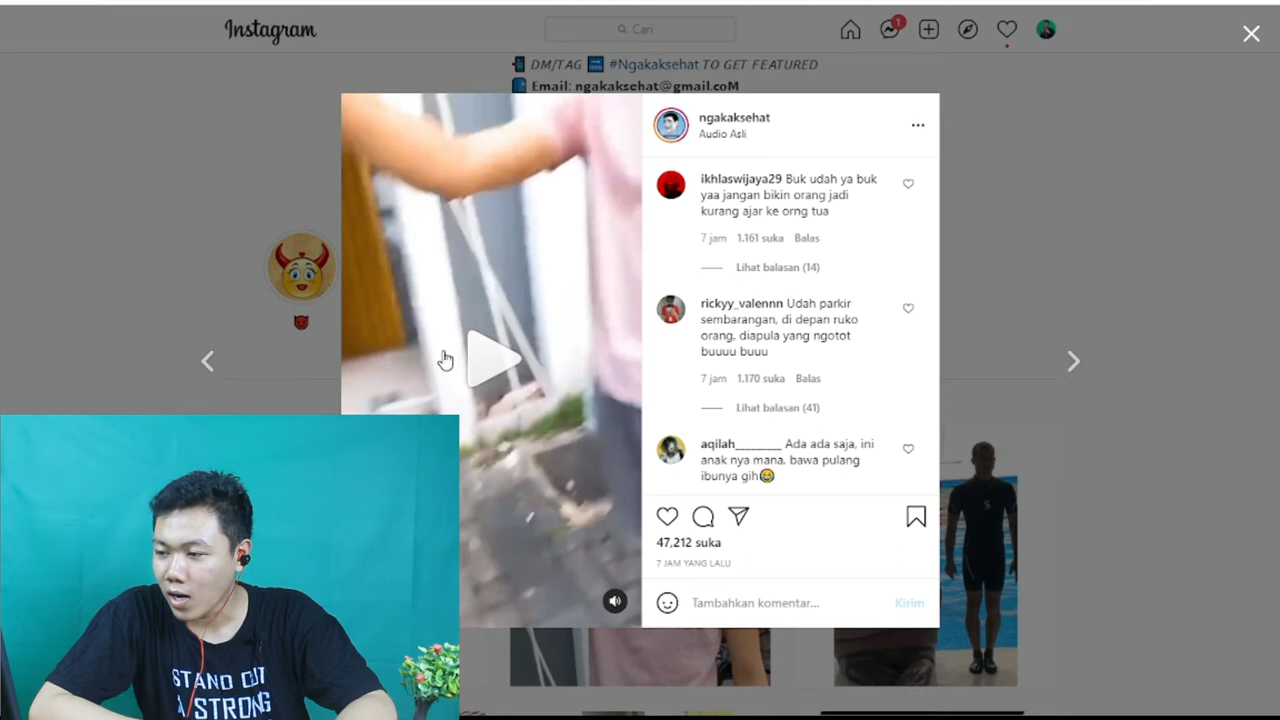 Instagram
Cari
1
DM/TAG #Ngakaksehat TO GET FEATURED
Email: ngakaksehat@gmail.coM
ngakaksehat
Audio Asli
ikhlaswijaya29 Buk udah ya buk
yaa jangan bikin orang jadi
kurang ajar ke orng tua
7 jam 1.161 suka Balas
Lihat balasan (14)
rickyy_valennn Udah parkir
sembarangan, di depan ruko
orang, diapula yang ngotot
buuuu buuu
7 jam 1.170 suka Balas
Lihat balasan (41)
aqilah_________ Ada ada saja, ini
anak nya mana, bawa pulang
ibunya gih😂
47,212 suka
7 JAM YANG LALU
Tambahkan komentar... Kirim
STAND OUT
A STRONG